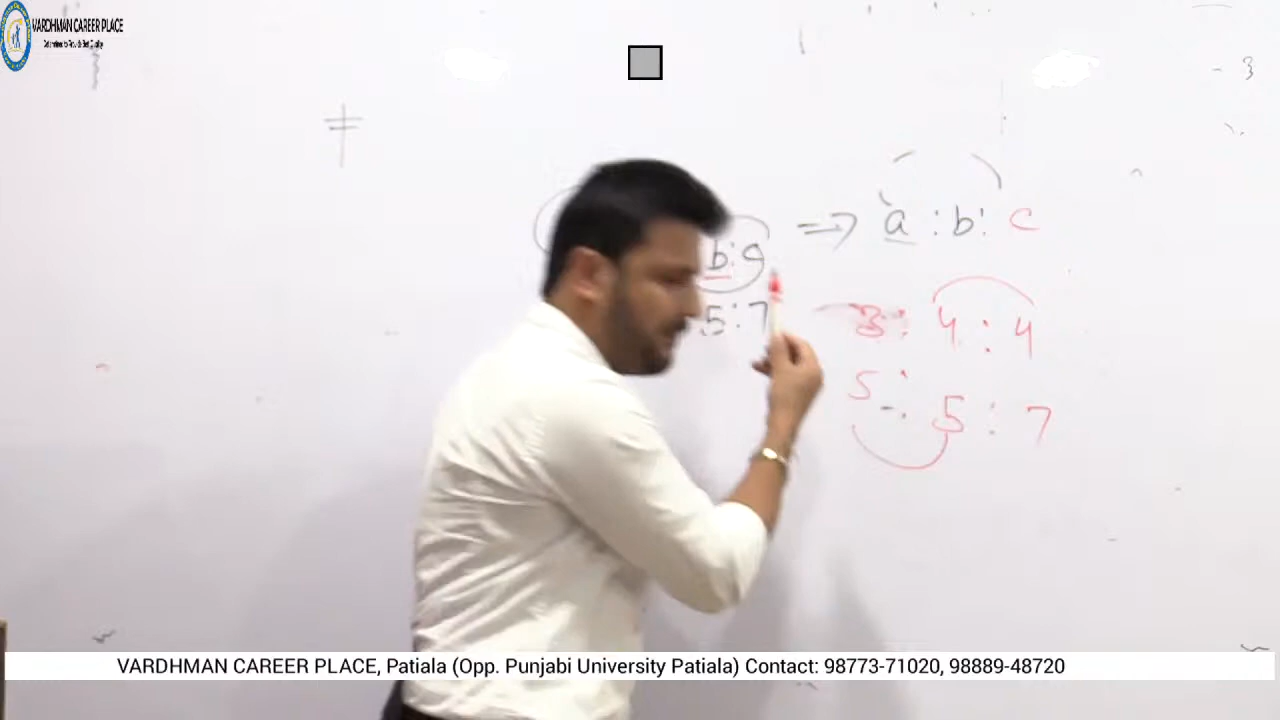 VARDHMAN CAREER PLACE
a : b : c
b : c
5 : 7
3 : 4 : 4
5 : 5 : 7
VARDHMAN CAREER PLACE, Patiala (Opp. Punjabi University Patiala) Contact: 98773-71020, 98889-48720